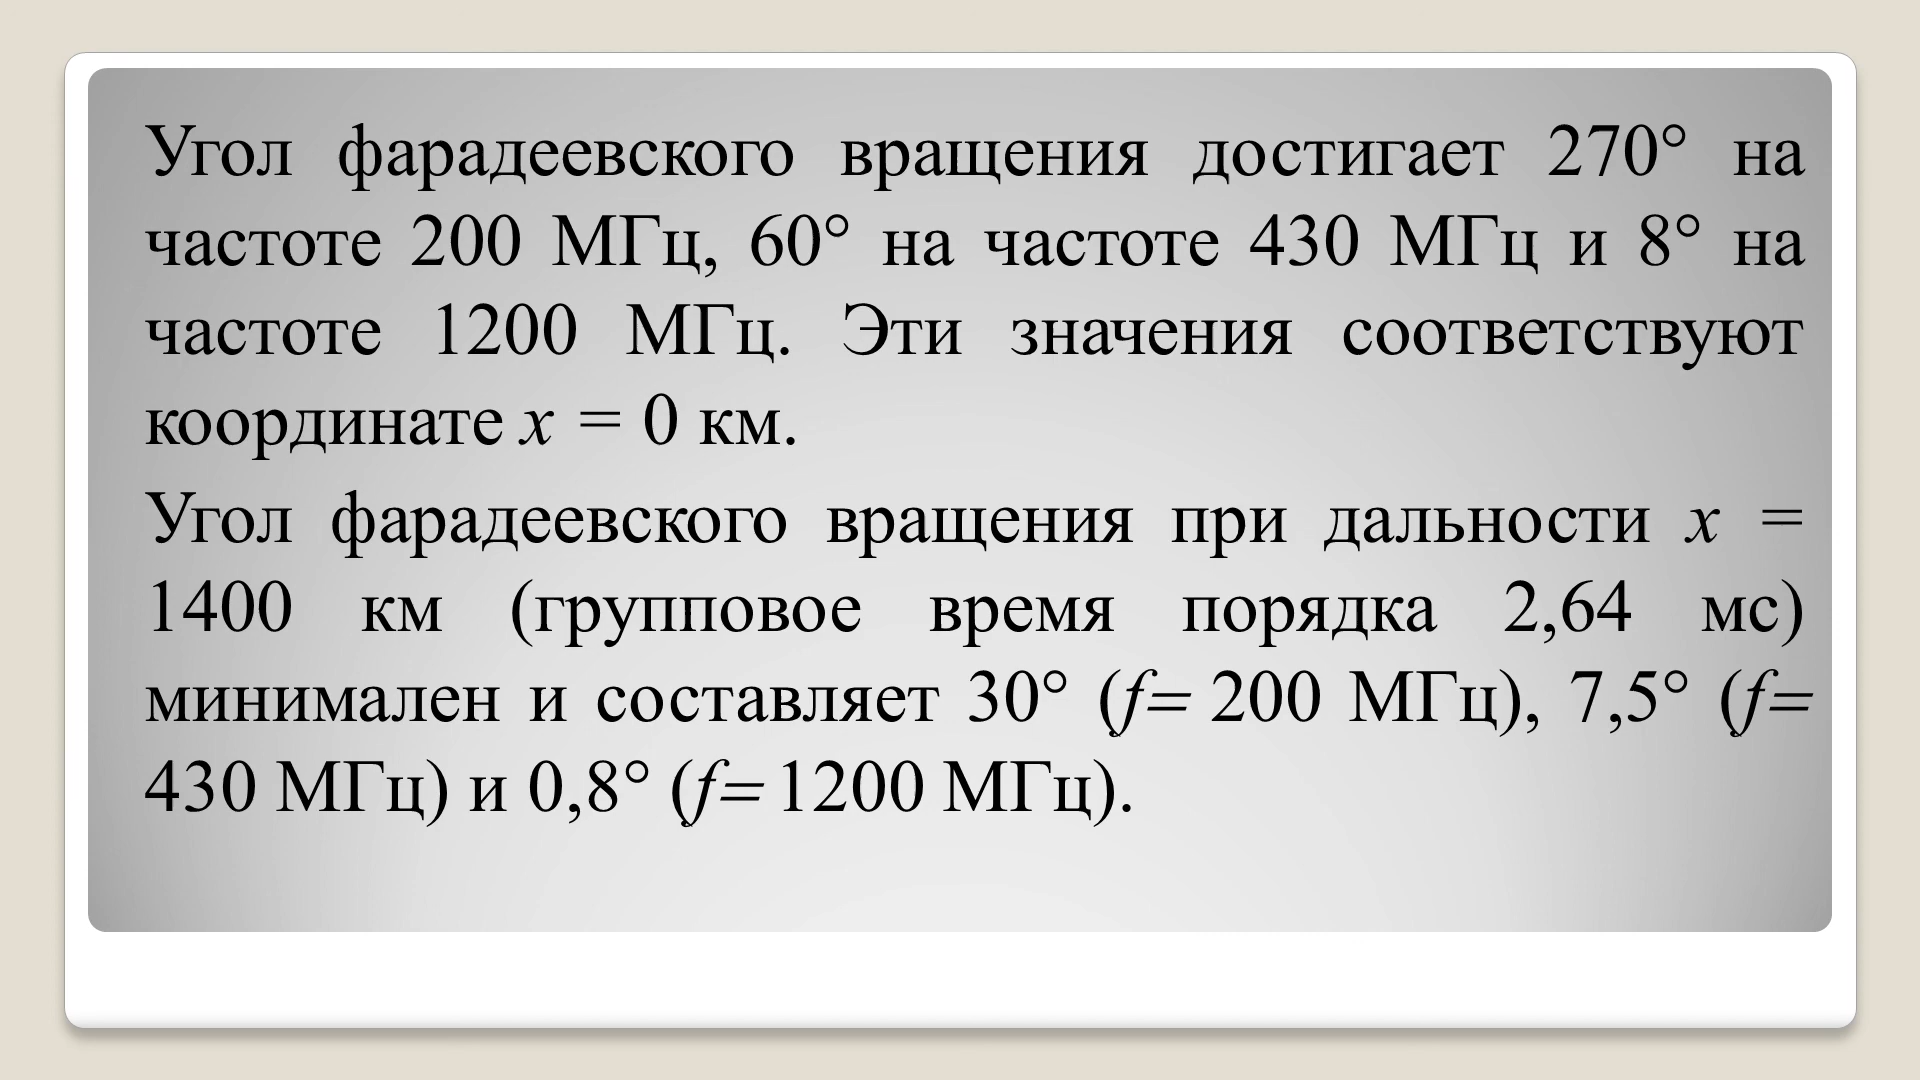 Угол фарадеевского вращения достигает 270° на
частоте 200 МГц, 60° на частоте 430 МГц и 8° на
частоте 1200 МГц. Эти значения соответствуют
координате x = 0 км.
Угол фарадеевского вращения при дальности x =
1400 км (групповое время порядка 2,64 мс)
минимален и составляет 30° (f= 200 МГц), 7,5° (f=
430 МГц) и 0,8° (f= 1200 МГц).